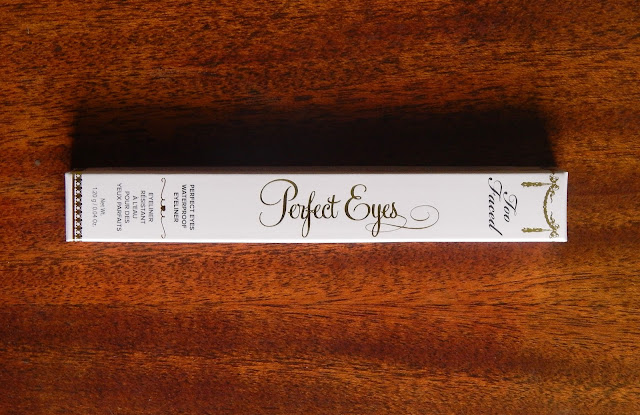 Too
Faced
Perfect Eyes
PERFECT EYES
WATERPROOF
EYELINER
EYELINER
RÉSISTANT
À L'EAU
POUR DES
YEUX PARFAITS
Net Wt.
1.20 g / 0.04 Oz.